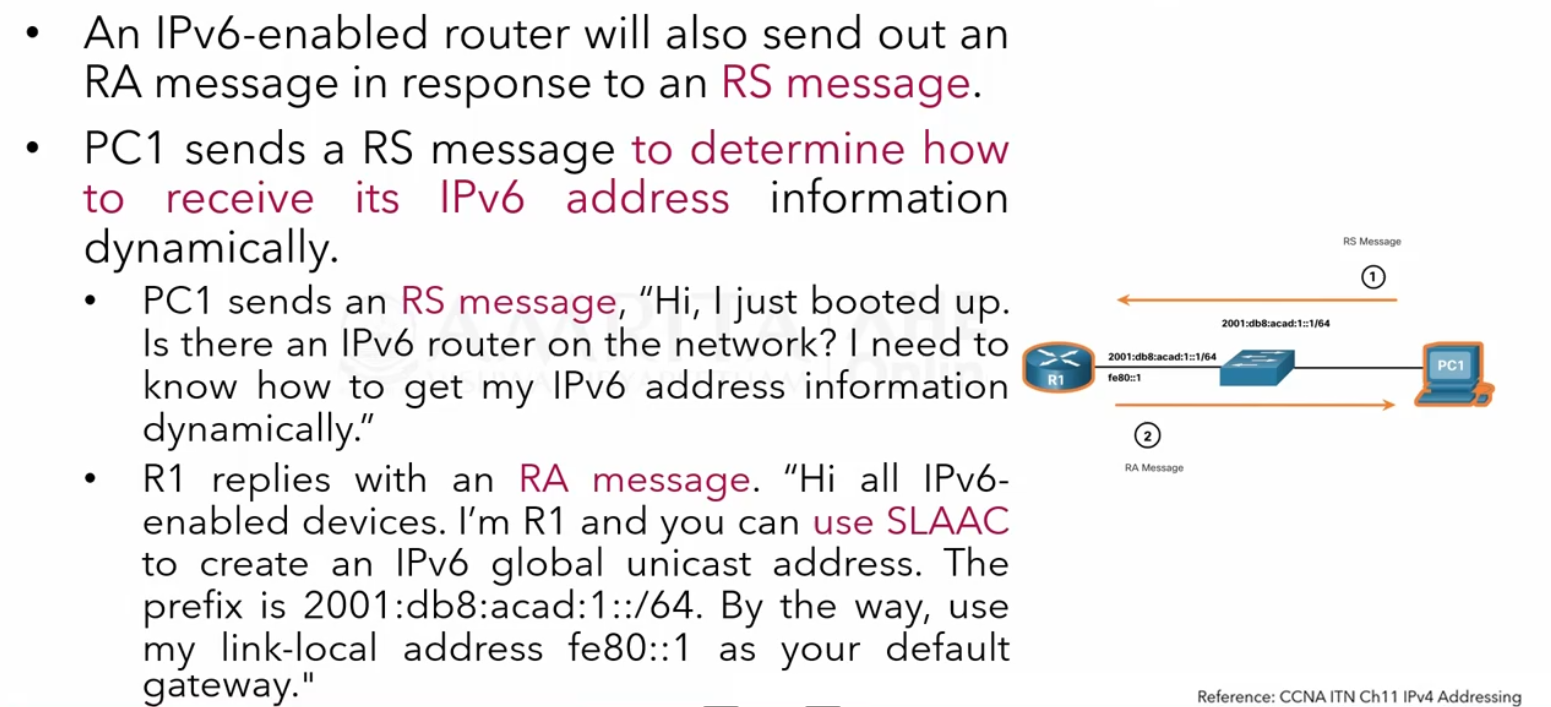 • An IPv6-enabled router will also send out an
RA message in response to an RS message.
• PC1 sends a RS message to determine how
to receive its IPv6 address information
dynamically.
• PC1 sends an RS message, “Hi, I just booted up.
Is there an IPv6 router on the network? I need to
know how to get my IPv6 address information
dynamically.”
• R1 replies with an RA message. “Hi all IPv6-
enabled devices. I’m R1 and you can use SLAAC
to create an IPv6 global unicast address. The
prefix is 2001:db8:acad:1::/64. By the way, use
my link-local address fe80::1 as your default
gateway."
RS Message
1
2001:db8:acad:1::1/64
2001:db8:acad:1::1/64
fe80::1
R1
PC1
2
RA Message
Reference: CCNA ITN Ch11 IPv4 Addressing